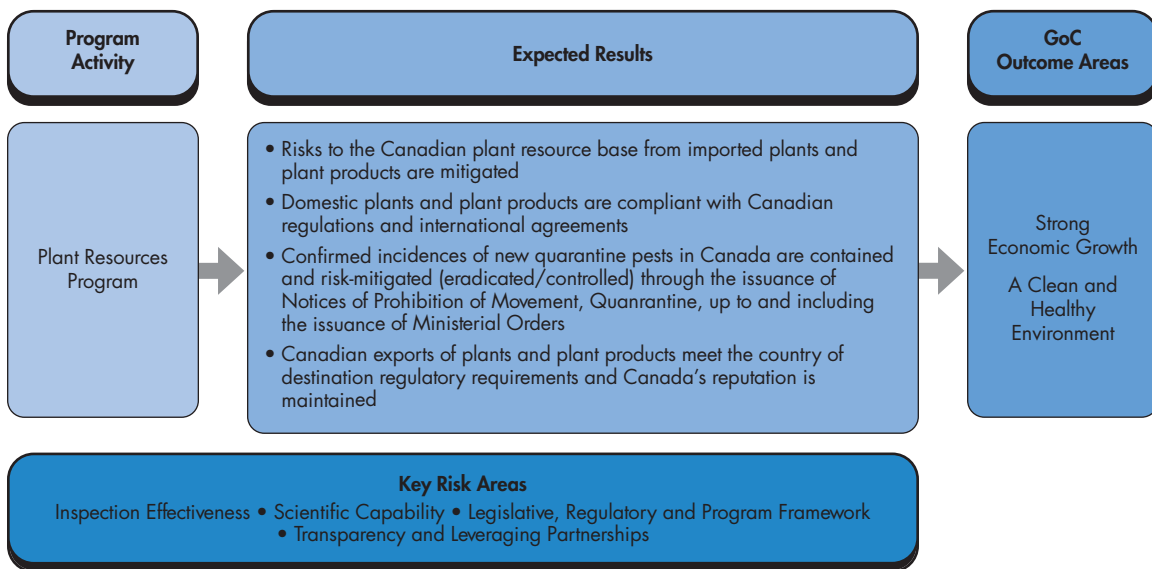 Program
Activity
Expected Results
GoC
Outcome Areas
Plant Resources
Program
• Risks to the Canadian plant resource base from imported plants and
plant products are mitigated
• Domestic plants and plant products are compliant with Canadian
regulations and international agreements
• Confirmed incidences of new quarantine pests in Canada are contained
and risk-mitigated (eradicated/controlled) through the issuance of
Notices of Prohibition of Movement, Quanrantine, up to and including
the issuance of Ministerial Orders
• Canadian exports of plants and plant products meet the country of
destination regulatory requirements and Canada’s reputation is
maintained
Strong
Economic Growth
A Clean and
Healthy
Environment
Key Risk Areas
Inspection Effectiveness • Scientific Capability • Legislative, Regulatory and Program Framework
• Transparency and Leveraging Partnerships